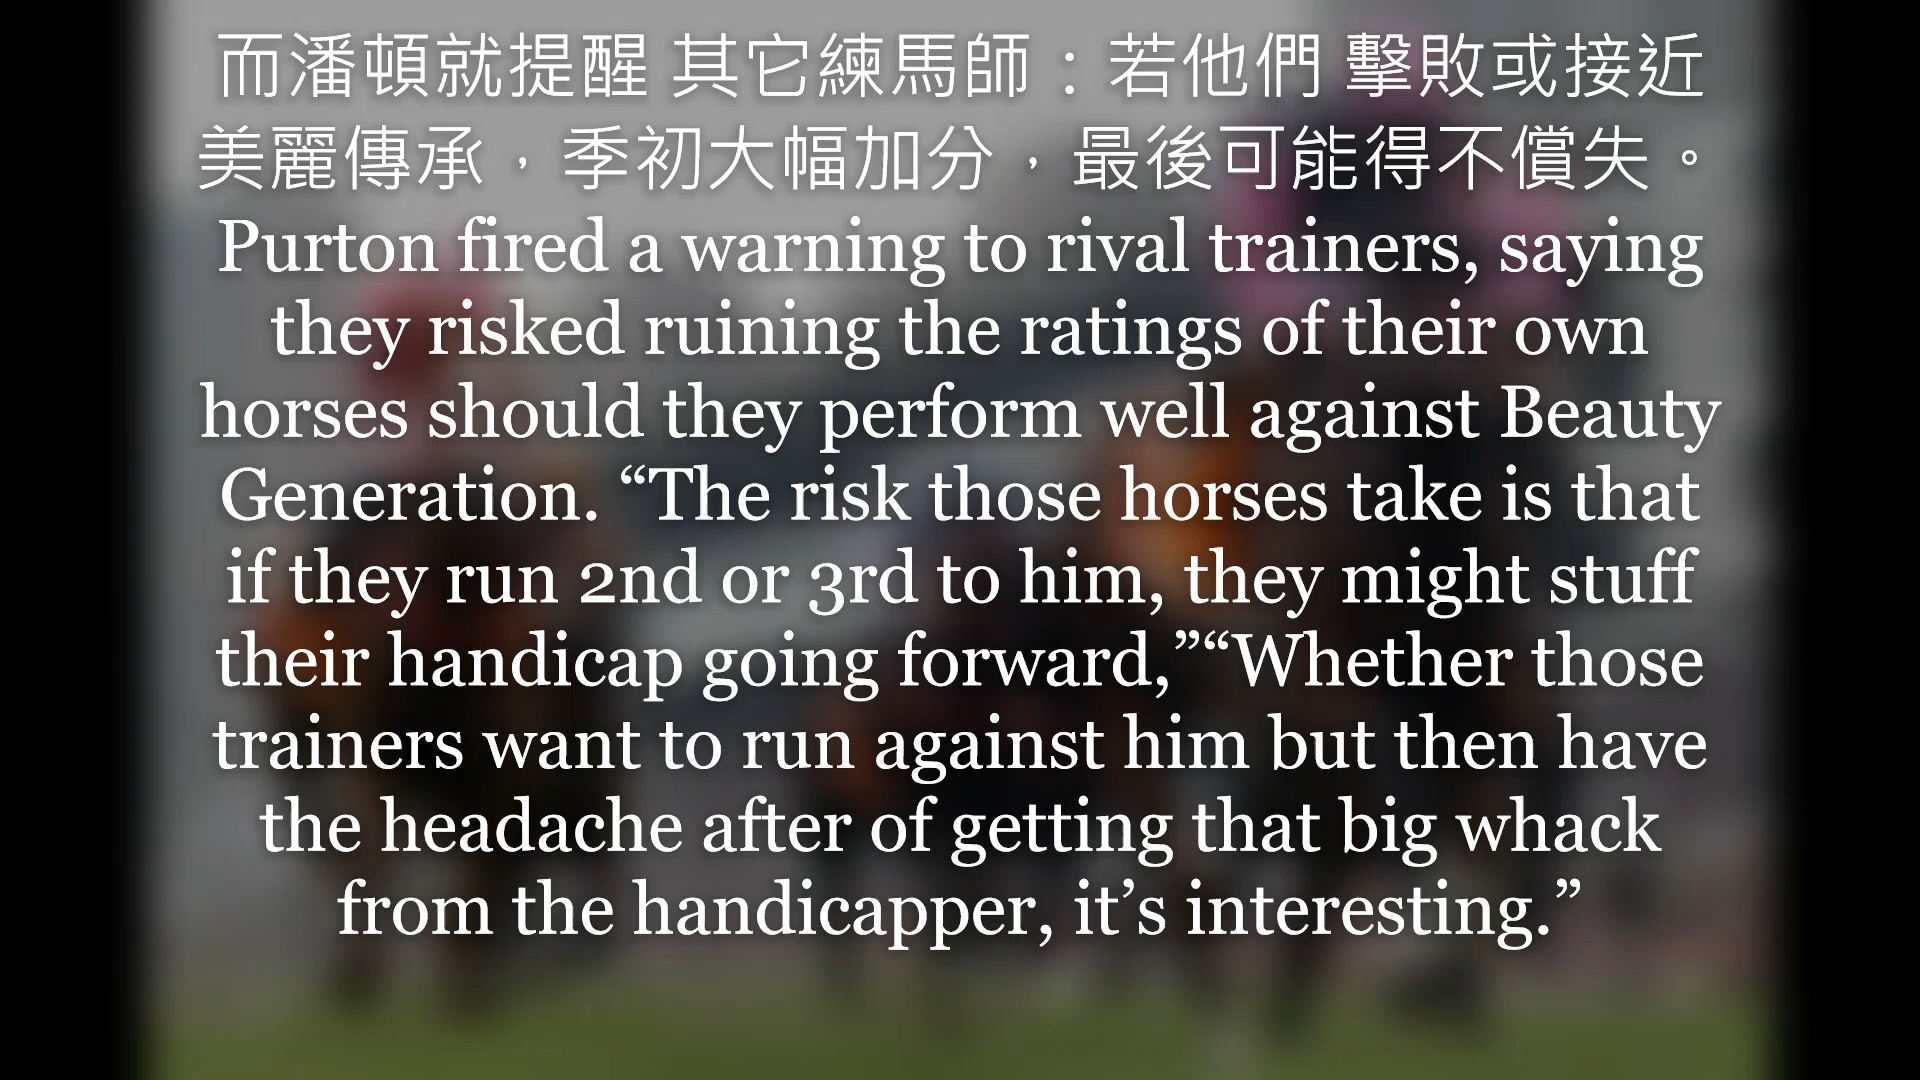 而潘頓就提醒 其它練馬師：若他們 擊敗或接近
美麗傳承，季初大幅加分，最後可能得不償失。
Purton fired a warning to rival trainers, saying
they risked ruining the ratings of their own
horses should they perform well against Beauty
Generation. “The risk those horses take is that
if they run 2nd or 3rd to him, they might stuff
their handicap going forward,”“Whether those
trainers want to run against him but then have
the headache after of getting that big whack
from the handicapper, it’s interesting.”